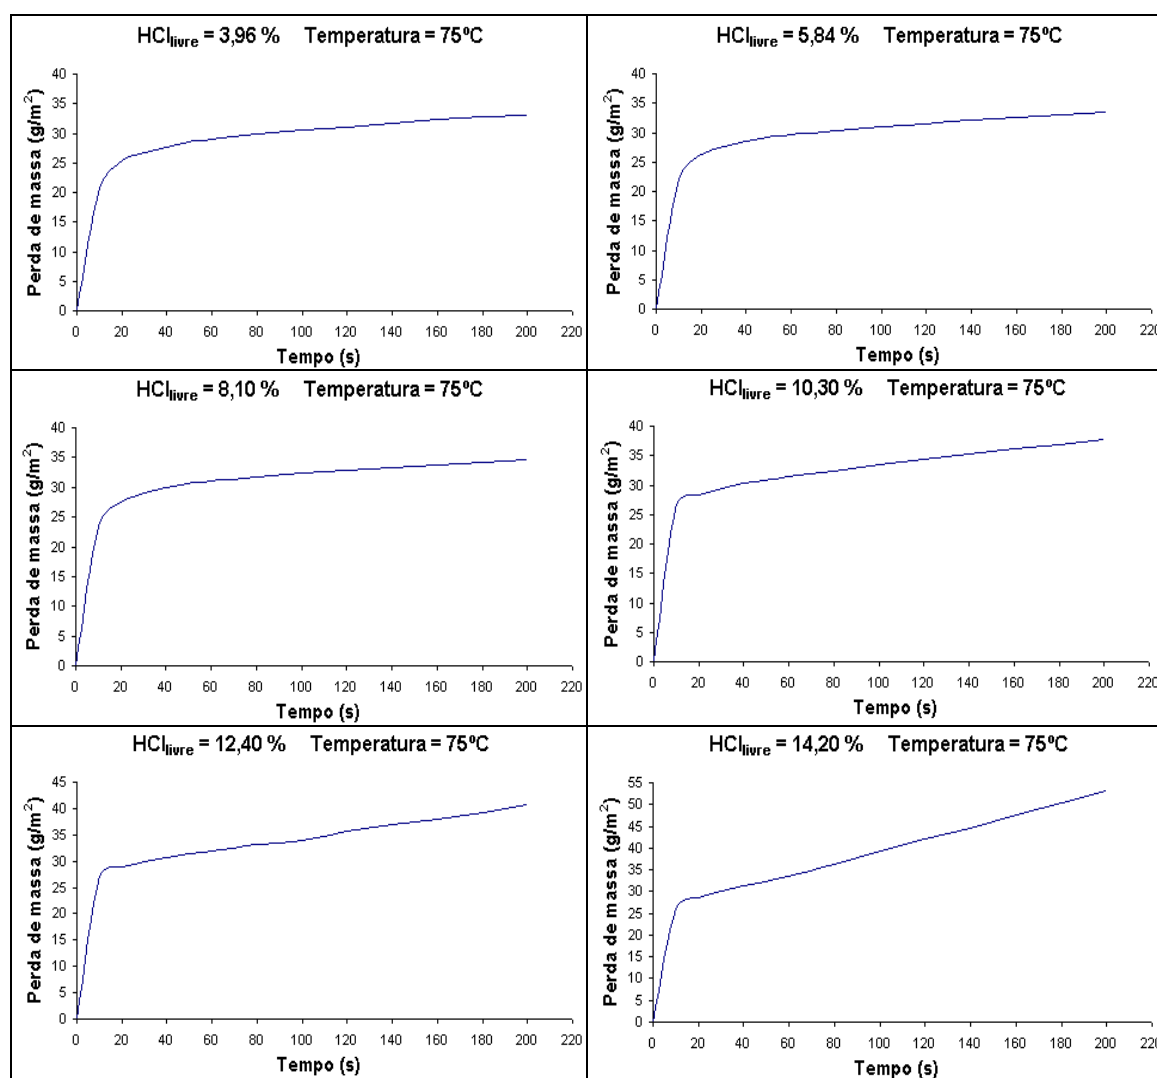 HCl_livre = 3,96 % Temperatura = 75ºC
Perda de massa (g/m²)
40
35
30
25
20
15
10
5
0
0 20 40 60 80 100 120 140 160 180 200 220
Tempo (s)
HCl_livre = 5,84 % Temperatura = 75ºC
Perda de massa (g/m²)
40
35
30
25
20
15
10
5
0
0 20 40 60 80 100 120 140 160 180 200 220
Tempo (s)
HCl_livre = 8,10 % Temperatura = 75ºC
Perda de massa (g/m²)
40
35
30
25
20
15
10
5
0
0 20 40 60 80 100 120 140 160 180 200 220
Tempo (s)
HCl_livre = 10,30 % Temperatura = 75ºC
Perda de massa (g/m²)
40
35
30
25
20
15
10
5
0
0 20 40 60 80 100 120 140 160 180 200 220
Tempo (s)
HCl_livre = 12,40 % Temperatura = 75ºC
Perda de massa (g/m²)
45
40
35
30
25
20
15
10
5
0
0 20 40 60 80 100 120 140 160 180 200 220
Tempo (s)
HCl_livre = 14,20 % Temperatura = 75ºC
Perda de massa (g/m²)
55
50
45
40
35
30
25
20
15
10
5
0
0 20 40 60 80 100 120 140 160 180 200 220
Tempo (s)